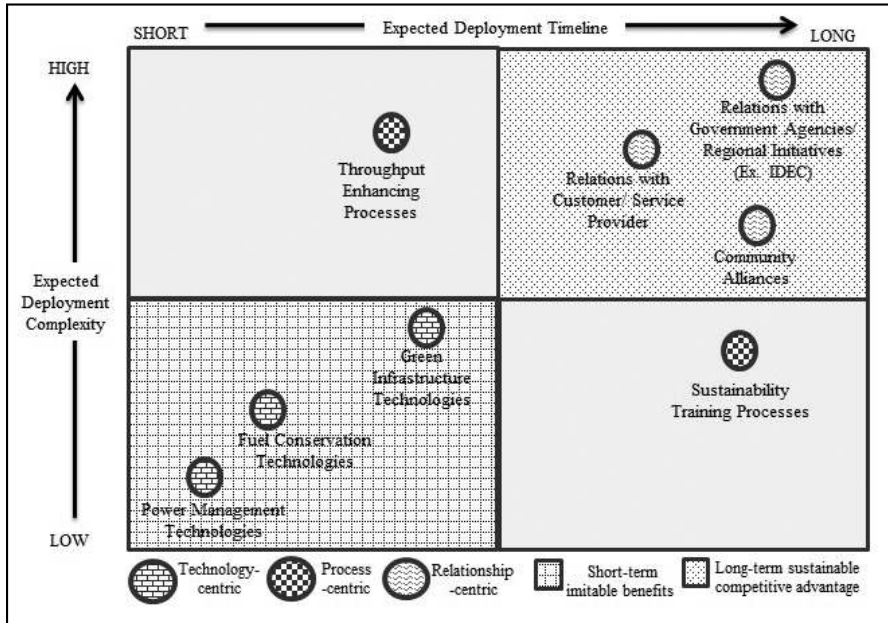 Expected Deployment Timeline
SHORT
LONG
HIGH
Relations with
Government Agencies/
Regional Initiatives
(Ex. IDEC)
Throughput
Enhancing
Processes
Relations with
Customer/ Service
Provider
Community
Alliances
Expected
Deployment
Complexity
Green
Infrastructure
Technologies
Sustainability
Training Processes
Fuel Conservation
Technologies
Power Management
Technologies
LOW
Technology-
centric
Process
-centric
Relationship
-centric
Short-term
imitable benefits
Long-term sustainable
competitive advantage